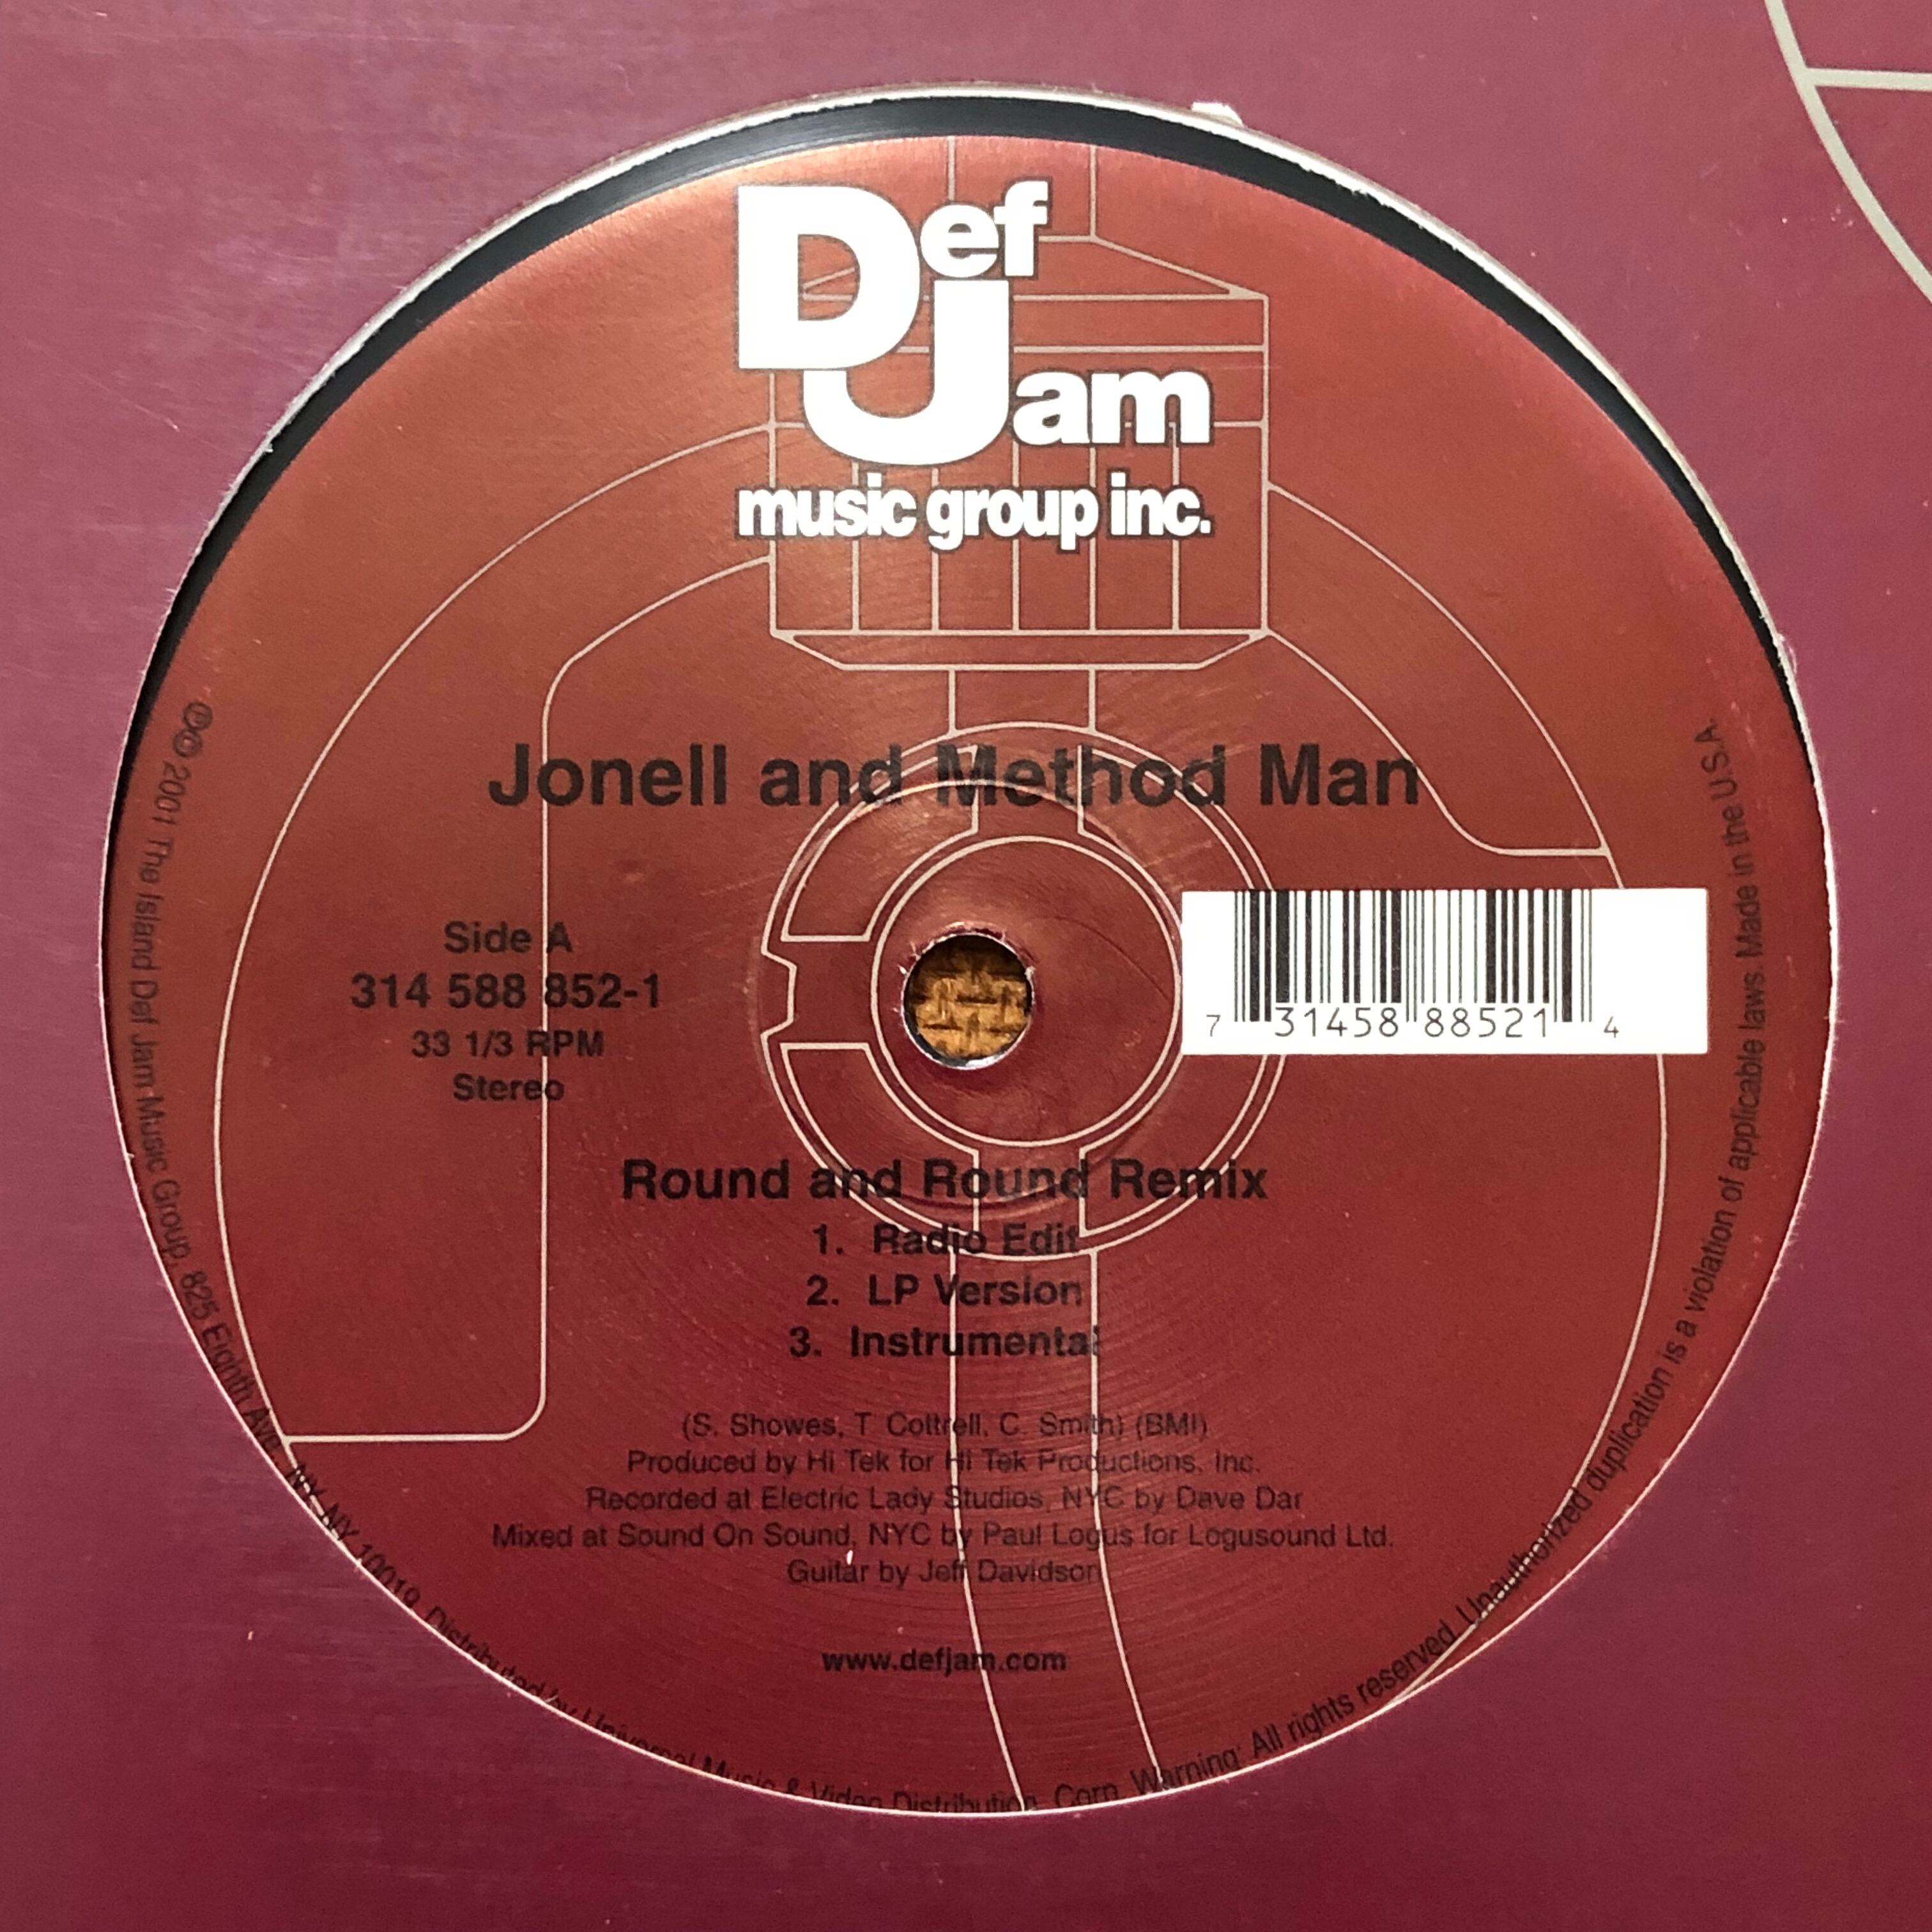 Def
Jam
music group inc.
Jonell and Method Man
Side A
314 588 852-1
33 1/3 RPM
Stereo
7 31458 88521 4
Round and Round Remix
1. Radio Edit
2. LP Version
3. Instrumental
(S. Showes, T. Cottrell, C. Smith) (BMI)
Produced by Hi Tek for Hi Tek Productions, Inc.
Recorded at Electric Lady Studios, NYC by Dave Dar
Mixed at Sound On Sound, NYC by Paul Logus for Logusound Ltd.
Guitar by Jeff Davidson
www.defjam.com
℗© 2001 The Island Def Jam Music Group, 825 Eighth Ave., NY, NY 10019. Distributed by Universal Music & Video Distribution, Corp. Warning: All rights reserved. Unauthorized duplication is a violation of applicable laws. Made in the U.S.A.